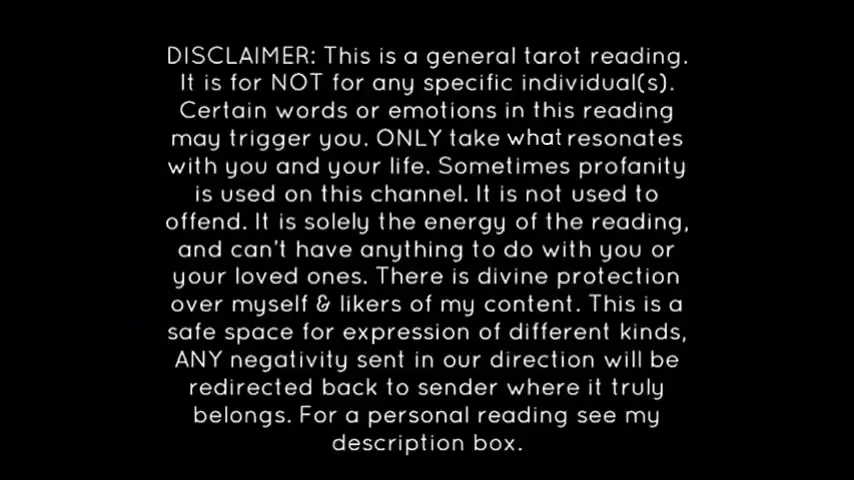 DISCLAIMER: This is a general tarot reading.
It is for NOT for any specific individual(s).
Certain words or emotions in this reading
may trigger you. ONLY take what resonates
with you and your life. Sometimes profanity
is used on this channel. It is not used to
offend. It is solely the energy of the reading,
and can't have anything to do with you or
your loved ones. There is divine protection
over myself & likers of my content. This is a
safe space for expression of different kinds,
ANY negativity sent in our direction will be
redirected back to sender where it truly
belongs. For a personal reading see my
description box.